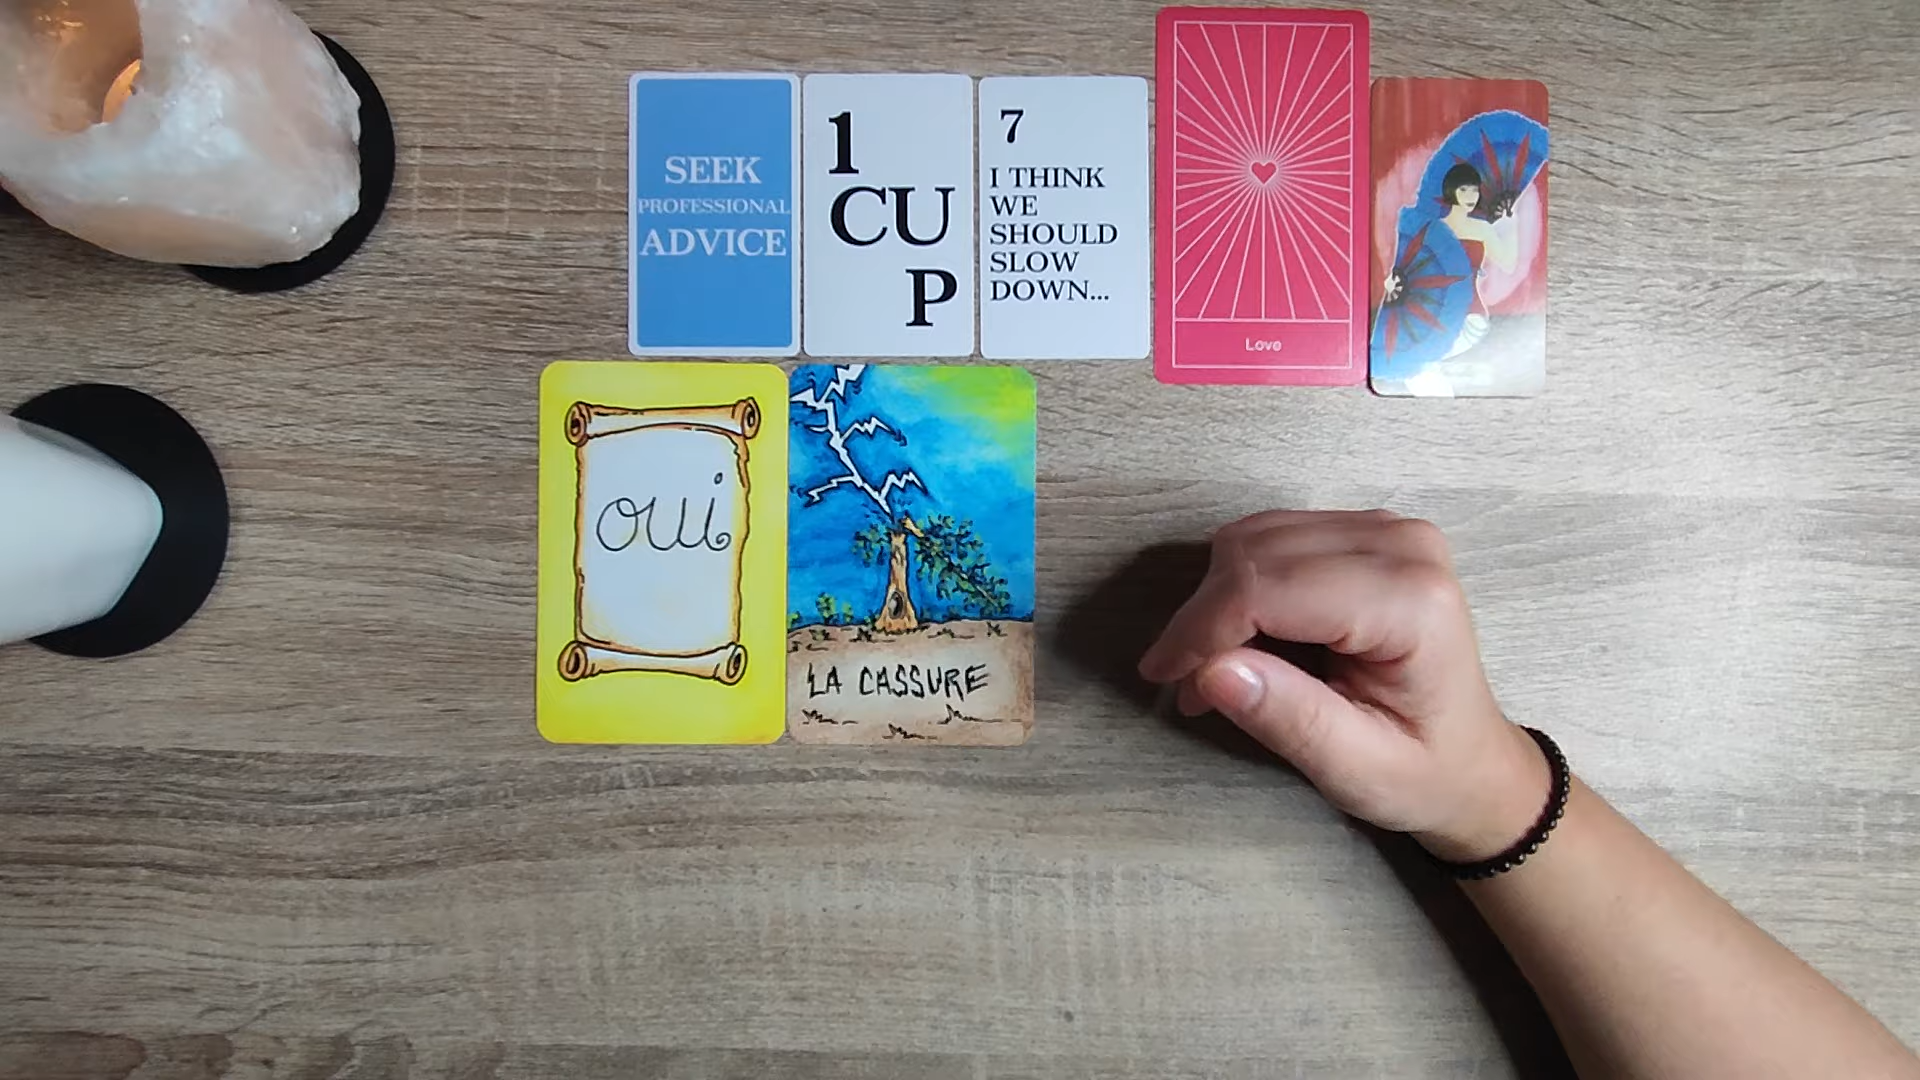 SEEK
PROFESSIONAL
ADVICE
1
CU
P
7
I THINK
WE
SHOULD
SLOW
DOWN...
Love
oui
LA CASSURE